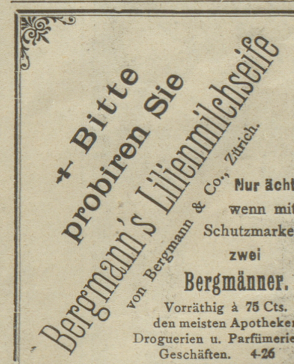 Bitte
probiren Sie
Bergmann's Lilienmilchseife
von Bergmann & Co., Zürich.
Nur ächt
wenn mit
Schutzmarke
zwei
Bergmänner.
Vorräthig à 75 Cts.
den meisten Apotheke
Droguerien u. Parfümerie
Geschäften. 4-26